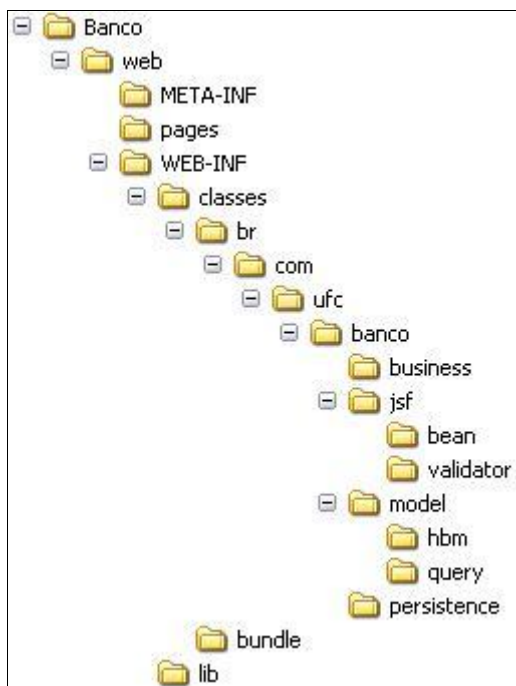 Banco
web
META-INF
pages
WEB-INF
classes
br
com
ufc
banco
business
jsf
bean
validator
model
hbm
query
persistence
bundle
lib